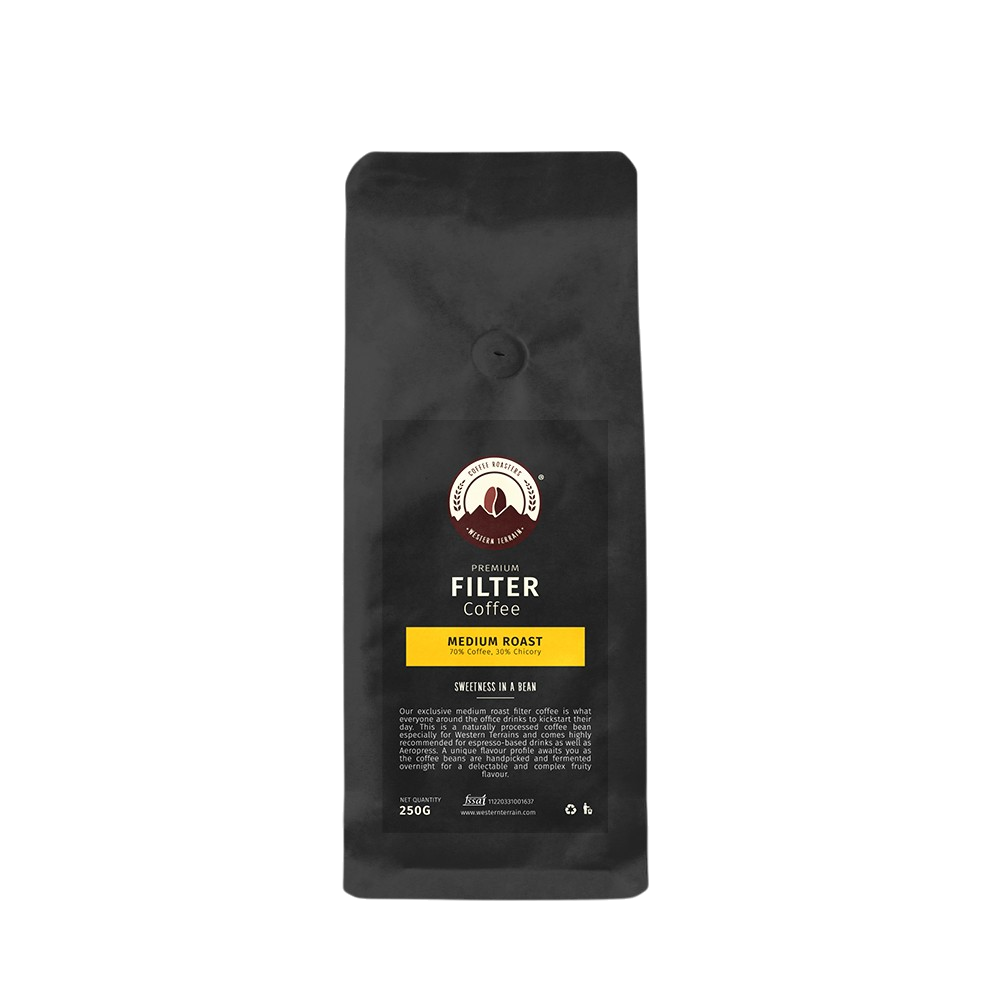 COFFEE ROASTERS
®
•WESTERN TERRAIN•
PREMIUM
FILTER
Coffee
MEDIUM ROAST
70% Coffee, 30% Chicory
SWEETNESS IN A BEAN
Our exclusive medium roast filter coffee is what
everyone around the office drinks to kickstart their
day. This is a naturally processed coffee bean
especially for Western Terrains and comes highly
recommended for espresso-based drinks as well as
Aeropress. A unique flavour profile awaits you as
the coffee beans are handpicked and fermented
overnight for a delectable and complex fruity
flavour.
NET QUANTITY
250G
fssai 11220331001637
www.westernterrain.com